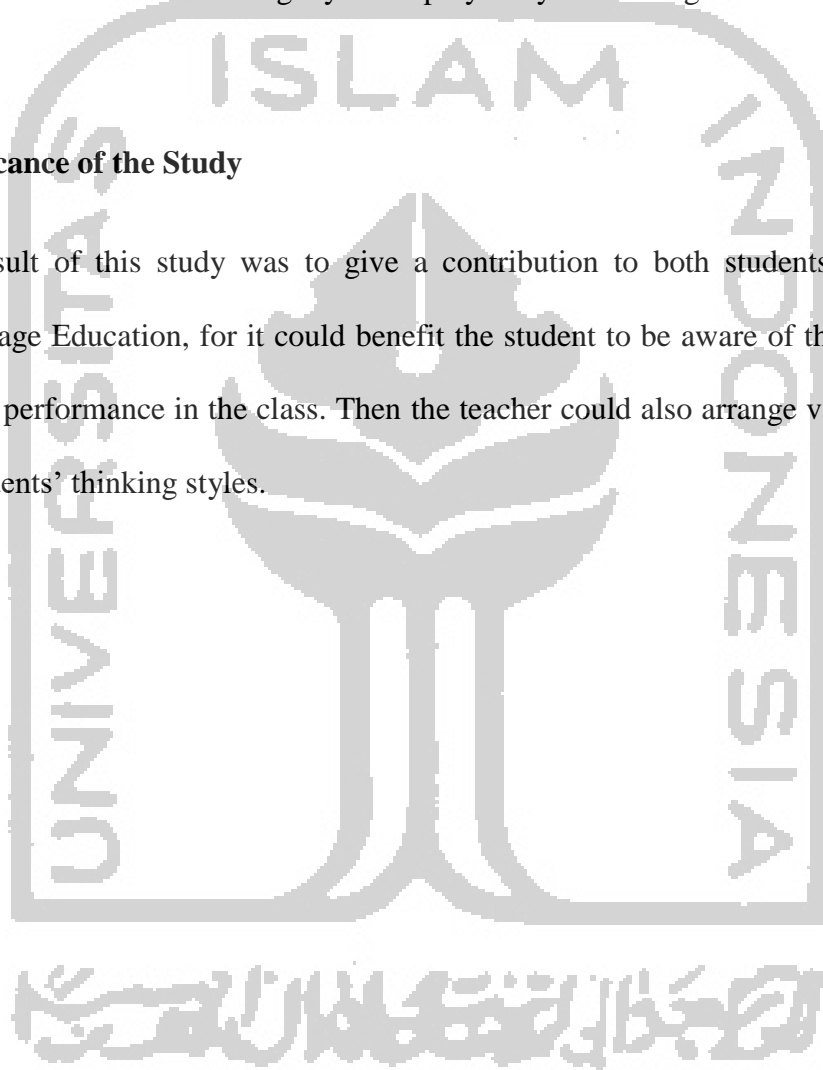 ISLAM
UNIVERSITAS
INDONESIA
cance of the Study
sult of this study was to give a contribution to both students
age Education, for it could benefit the student to be aware of th
performance in the class. Then the teacher could also arrange v
ents’ thinking styles.